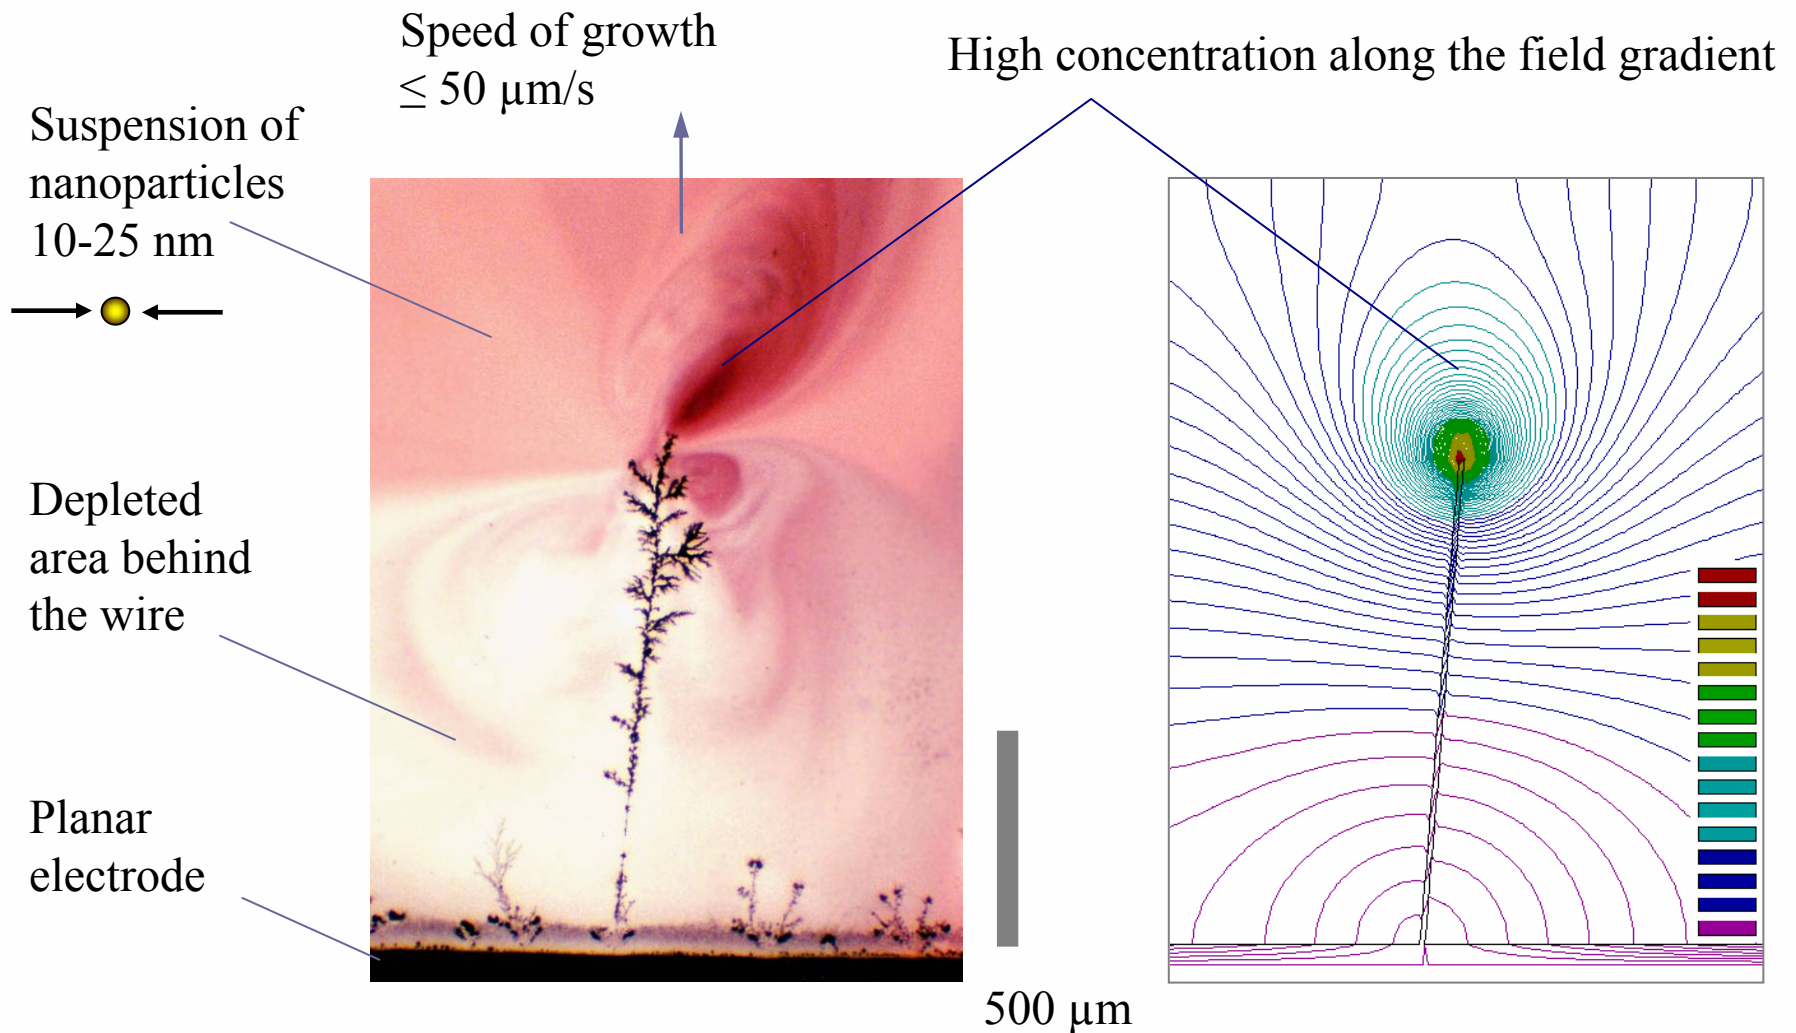 Speed of growth
≤ 50 µm/s
High concentration along the field gradient
Suspension of
nanoparticles
10-25 nm
Depleted
area behind
the wire
Planar
electrode
500 µm